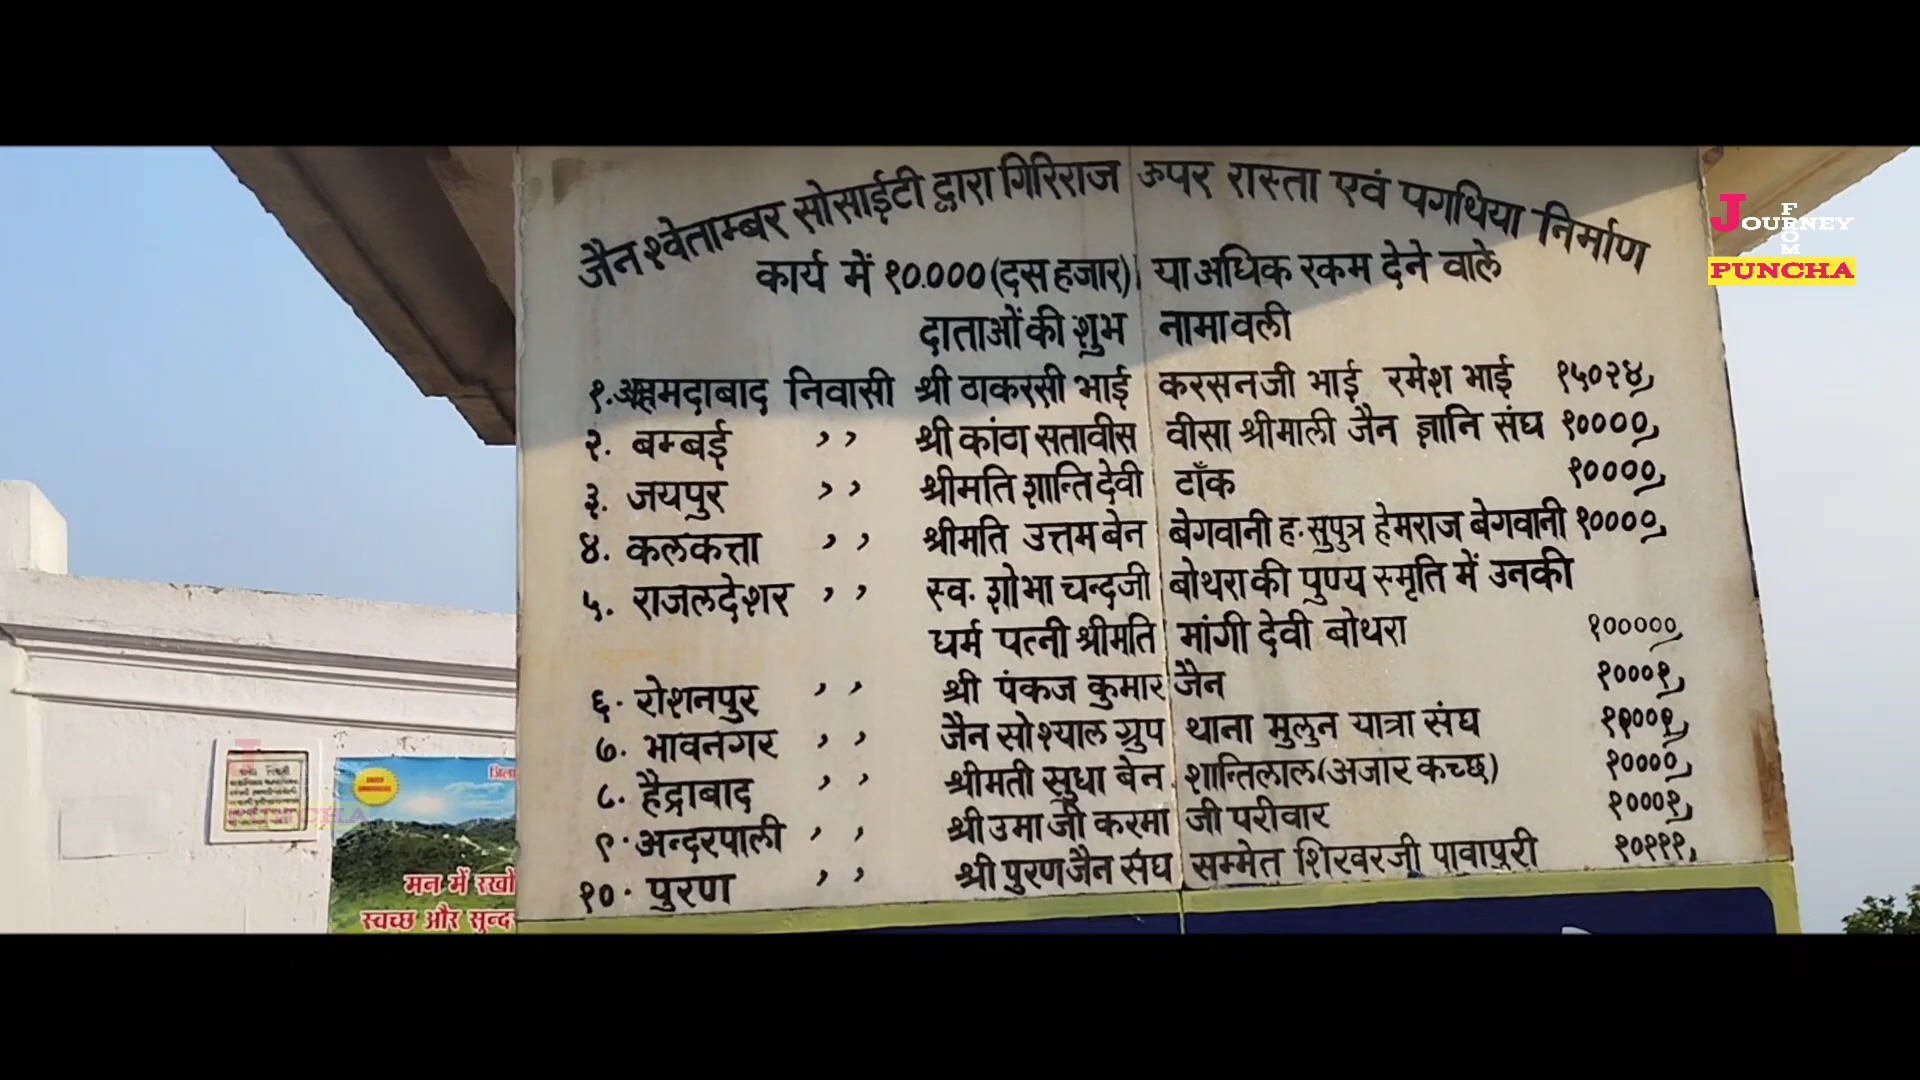 जैन श्वेताम्बर सोसाईटी द्वारा गिरिराज ऊपर रास्ता एवं पगथिया निर्माण
कार्य में १०.००० (दस हजार) या अधिक रकम देने वाले
दाताओं की शुभ नामावली
१. अहमदाबाद निवासी श्री ठाकरसी भाई करसनजी भाई रमेश भाई १५०२४,
२. बम्बई ,, श्री कांठा सतावीस वीसा श्रीमाली जैन ज्ञानि संघ १००००,
३. जयपुर ,, श्रीमति शान्ति देवी टाँक १००००,
४. कलकत्ता ,, श्रीमति उत्तम बेन बेगवानी ह. सुपुत्र हेमराज बेगवानी १००००,
५. राजलदेशर ,, स्व. शोभा चन्दजी बोथरा की पुण्य स्मृति में उनकी
धर्म पत्नी श्रीमति मांगी देवी बोथरा १०००००,
६. रोशनपुर ,, श्री पंकज कुमार जैन १०००१,
७. भावनगर ,, जैन सोश्याल ग्रुप थाना मुलुन यात्रा संघ ११००१,
८. हैद्राबाद ,, श्रीमती सुधा बेन शान्तिलाल (अजार कच्छ) १००००,
९. अन्दरपाली ,, श्री उमा जी करमा जी परीवार १०००१,
१०. पुरण ,, श्री पुरण जैन संघ सम्मेत शिखरजी पावापुरी १०१११,
JOURNEY FROM
PUNCHA
मन में रखो
स्वच्छ और सुन्द
जिला
PUNCHA